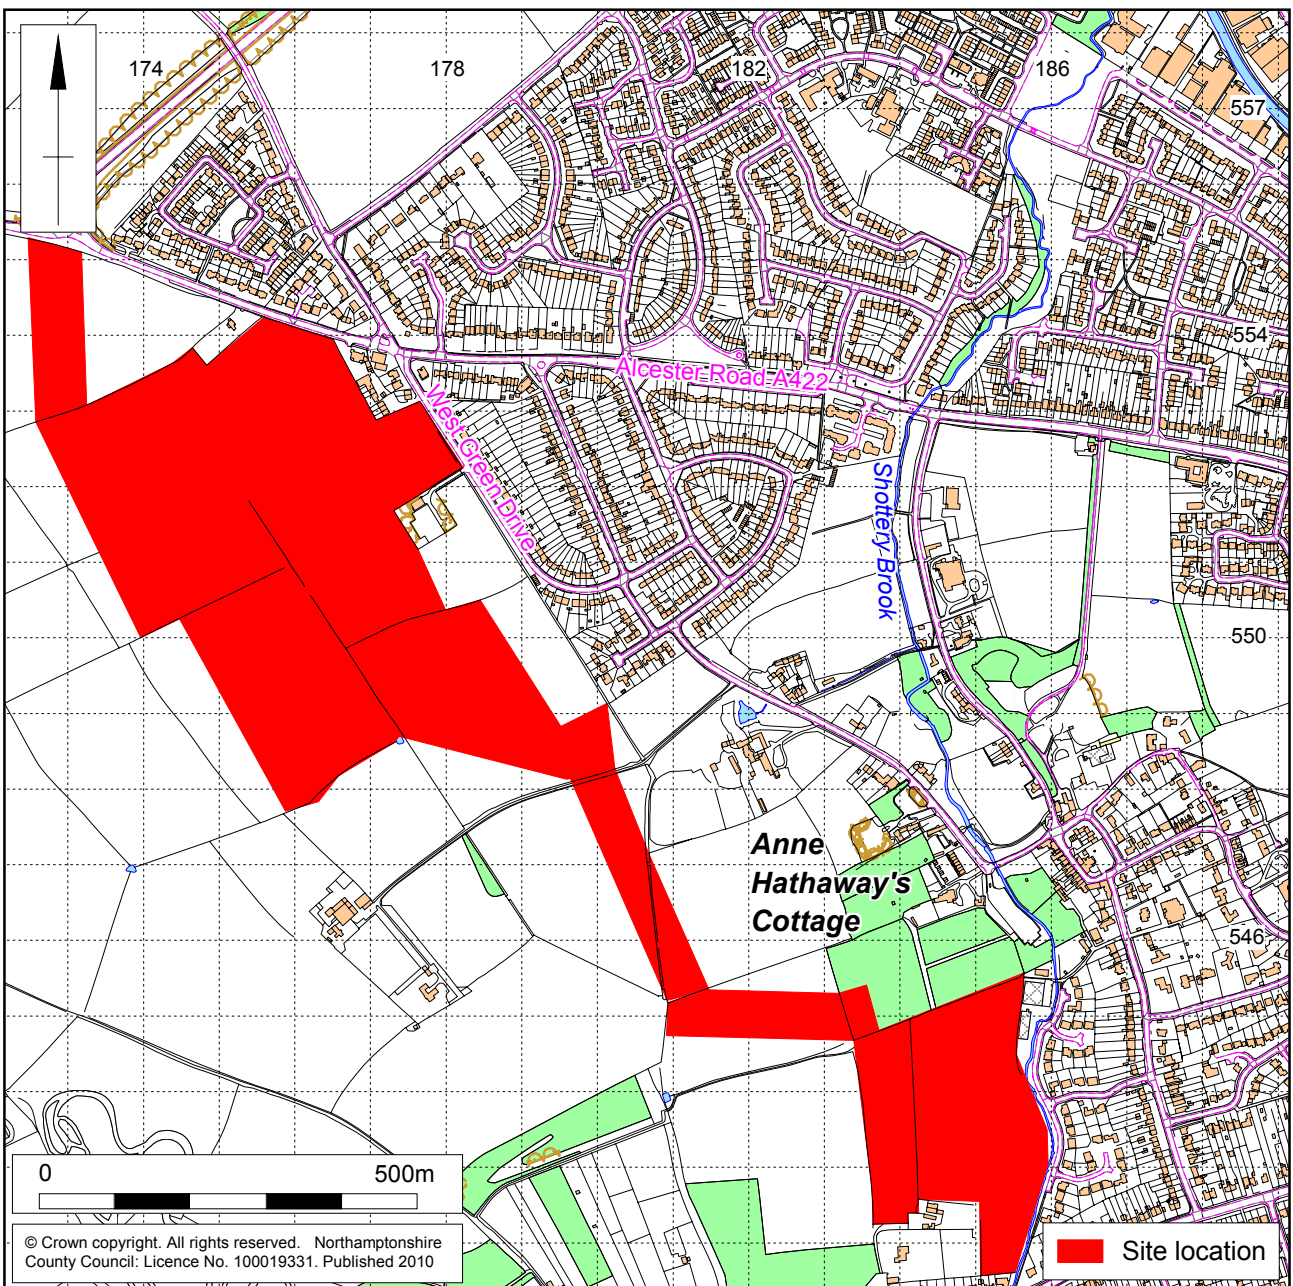 174
178
182
186
557
554
Alcester Road A422
West Green Drive
Shottery Brook
550
Anne
Hathaway's
Cottage
546
0 500m
© Crown copyright. All rights reserved. Northamptonshire
County Council: Licence No. 100019331. Published 2010
Site location